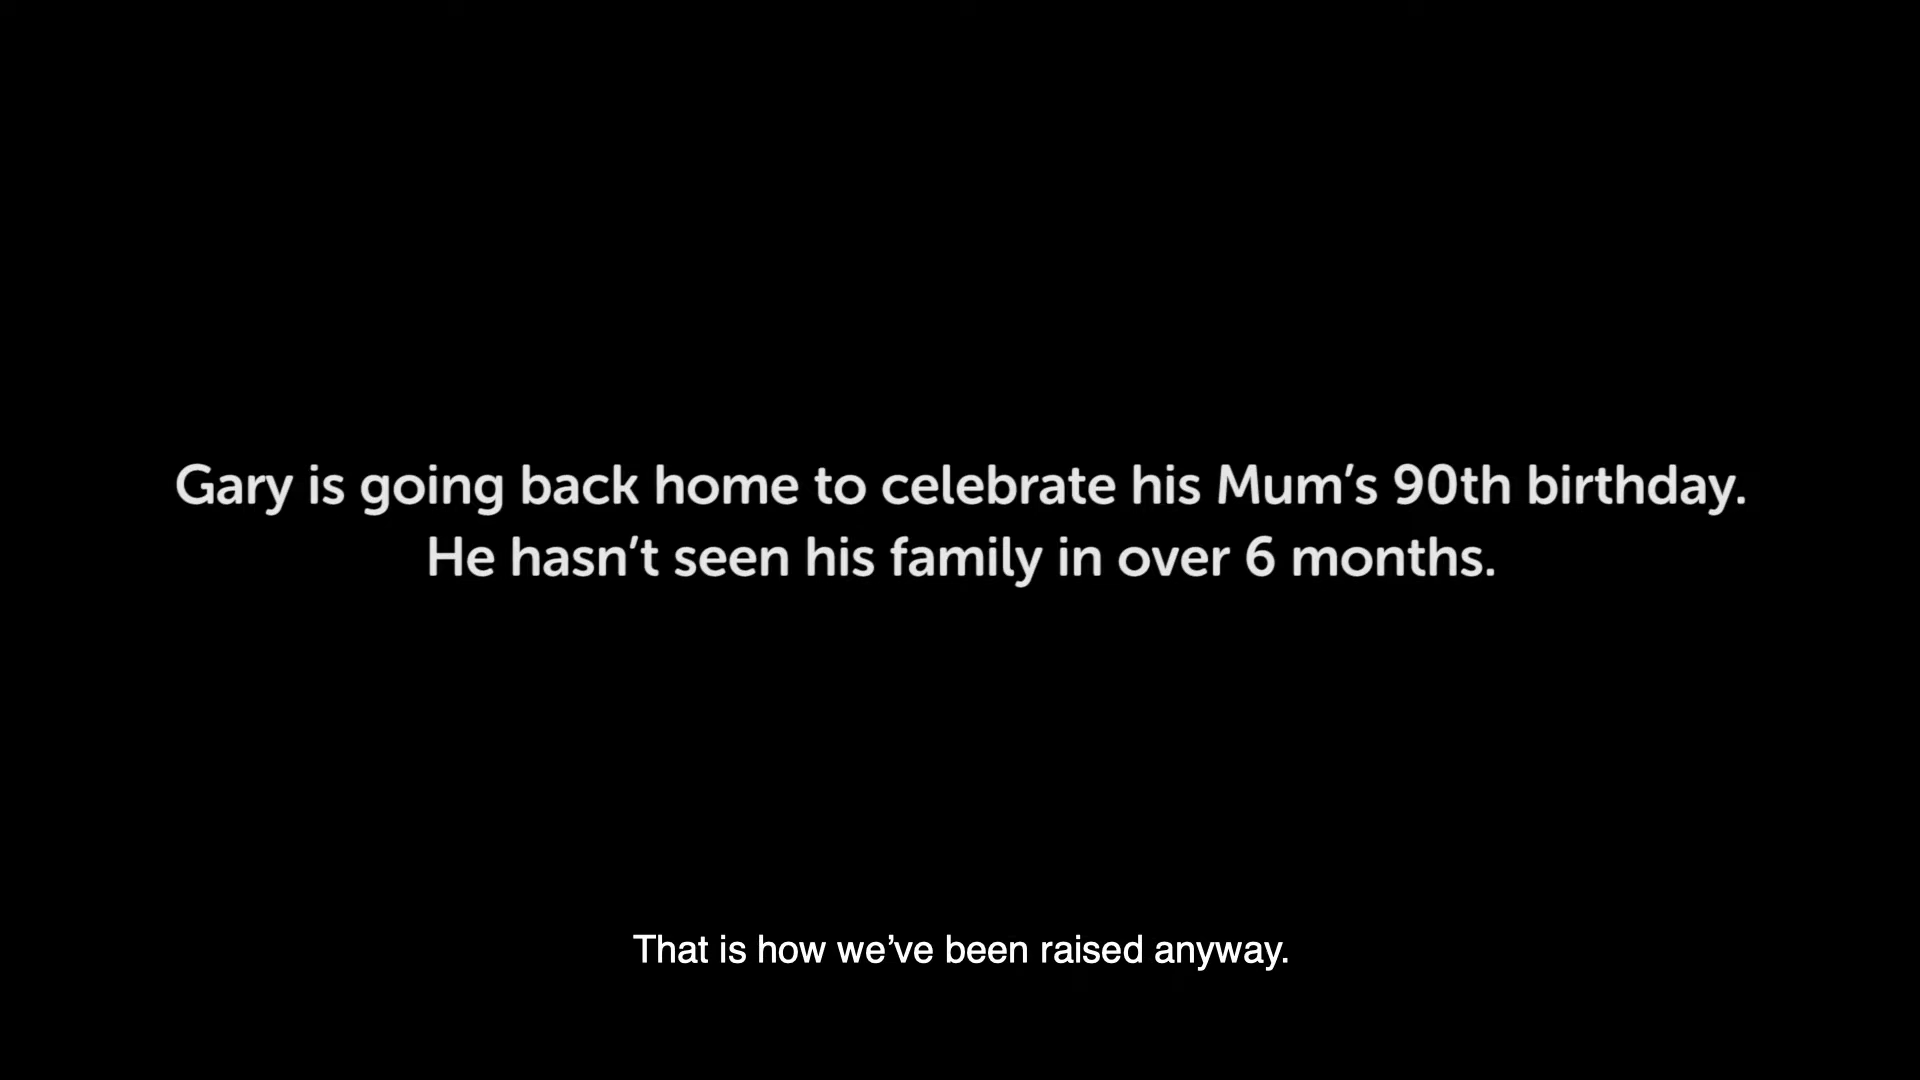 Gary is going back home to celebrate his Mum’s 90th birthday.
He hasn’t seen his family in over 6 months.
That is how we’ve been raised anyway.